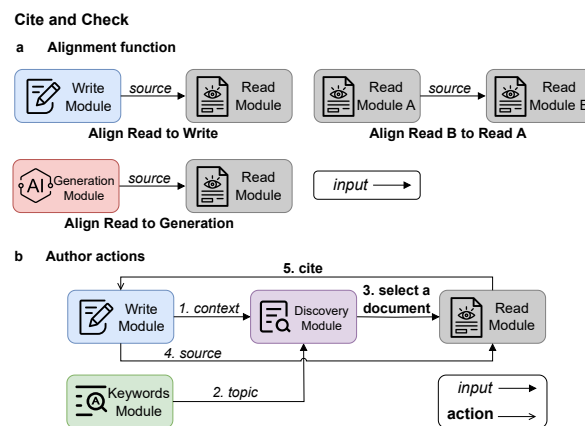 Cite and Check
a Alignment function
Write
Module
source
Read
Module
Align Read to Write
Read
Module A
source
Read
Module B
Align Read B to Read A
AI
Generation
Module
source
Read
Module
Align Read to Generation
input
b Author actions
5. cite
Write
Module
1. context
Discovery
Module
3. select a
document
Read
Module
4. source
A
Keywords
Module
2. topic
input
action